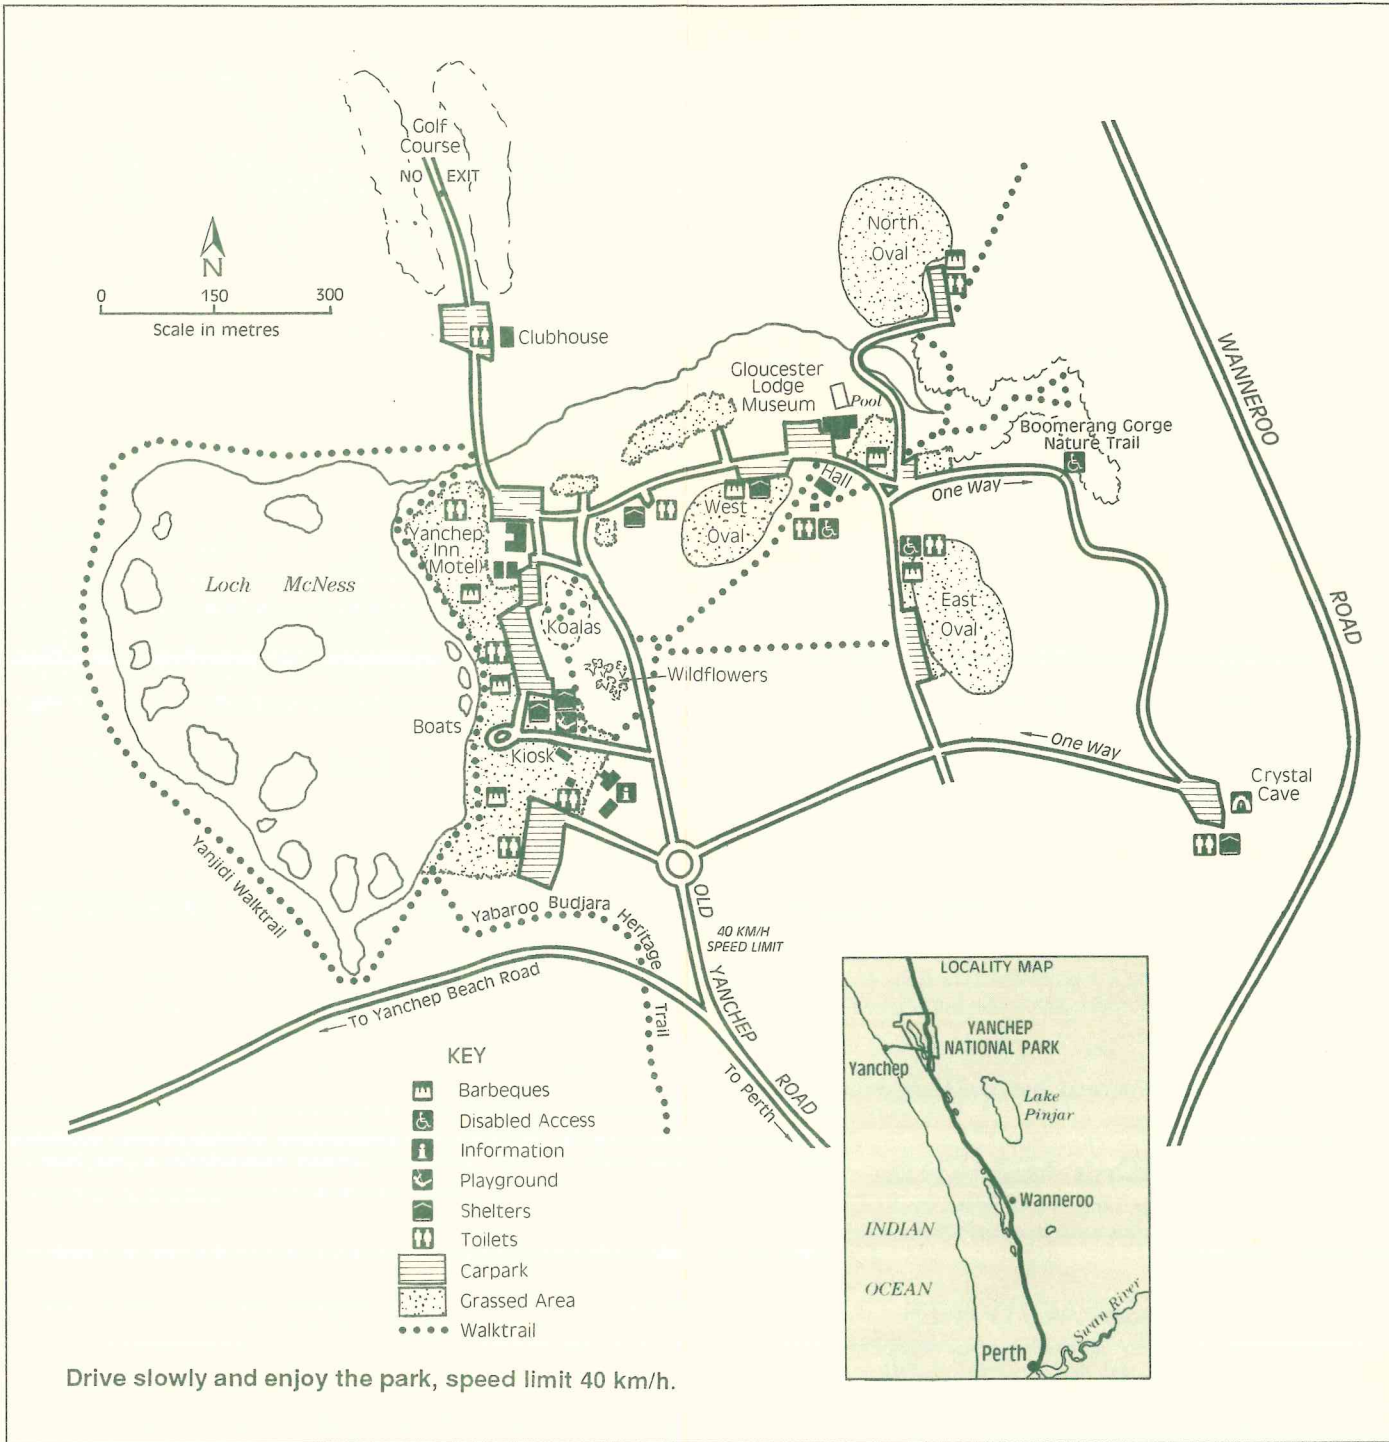 Golf
Course
NO EXIT
N
0 150 300
Scale in metres
Clubhouse
North
Oval
WANNEROO
ROAD
Gloucester
Lodge
Museum
Pool
Boomerang Gorge
Nature Trail
One Way
Hall
West
Oval
Yanchep
Inn
(Motel)
Loch McNess
East
Oval
Koalas
Wildflowers
Boats
Kiosk
One Way
Crystal
Cave
Yanjidi Walktrail
Yabaroo Budjara Heritage Trail
OLD YANCHEP ROAD
40 KM/H
SPEED LIMIT
To Yanchep Beach Road
To Perth
KEY
Barbeques
Disabled Access
Information
Playground
Shelters
Toilets
Carpark
Grassed Area
Walktrail
LOCALITY MAP
YANCHEP
NATIONAL PARK
Yanchep
Lake
Pinjar
Wanneroo
INDIAN
OCEAN
Swan River
Perth
Drive slowly and enjoy the park, speed limit 40 km/h.